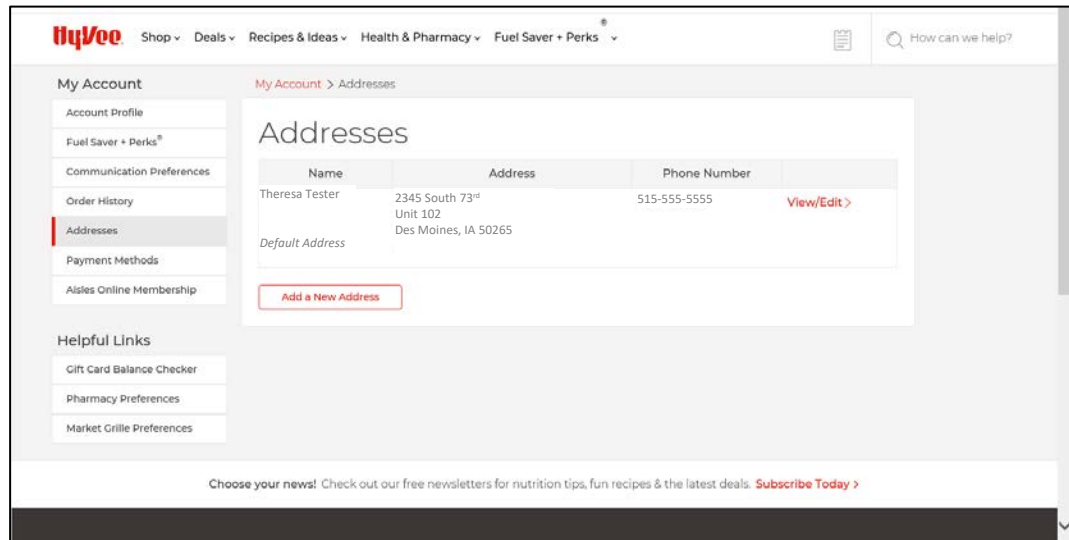 HyVee Shop Deals Recipes & Ideas Health & Pharmacy Fuel Saver + Perks ® How can we help?
My Account
Account Profile
Fuel Saver + Perks®
Communication Preferences
Order History
Addresses
Payment Methods
Aisles Online Membership
Helpful Links
Gift Card Balance Checker
Pharmacy Preferences
Market Grille Preferences
My Account > Addresses
Addresses
Name Address Phone Number
Theresa Tester 2345 South 73rd 515-555-5555 View/Edit >
Unit 102
Des Moines, IA 50265
Default Address
Add a New Address
Choose your news! Check out our free newsletters for nutrition tips, fun recipes & the latest deals. Subscribe Today >